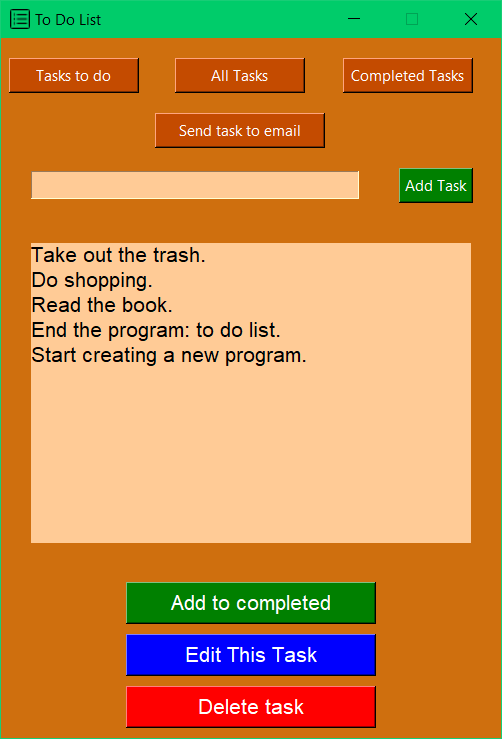 To Do List
Tasks to do All Tasks Completed Tasks
Send task to email
Add Task
Take out the trash.
Do shopping.
Read the book.
End the program: to do list.
Start creating a new program.
Add to completed
Edit This Task
Delete task